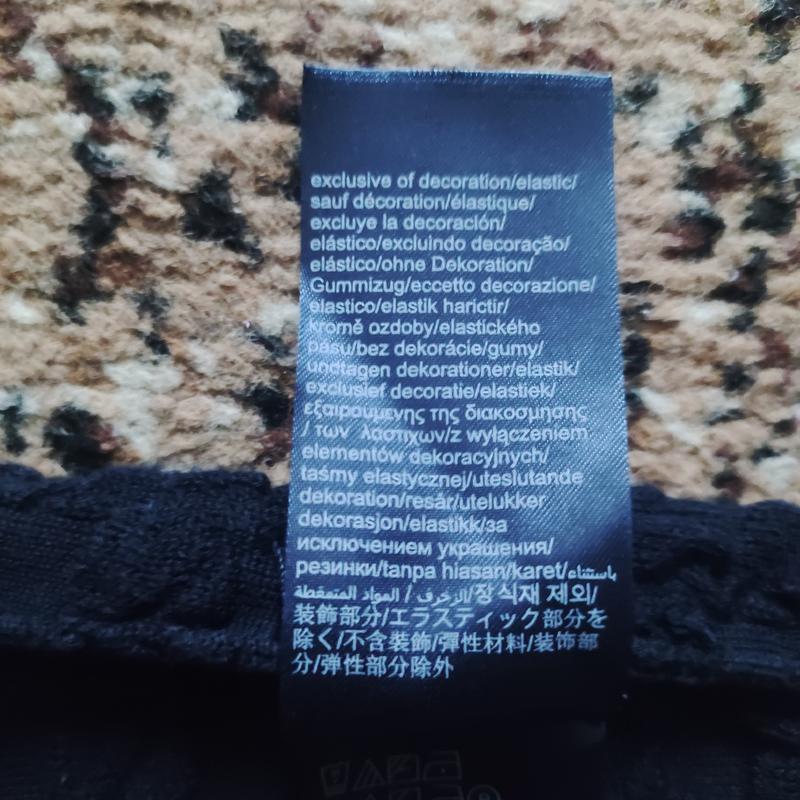 exclusive of decoration/elastic/
sauf décoration/élastique/
excluye la decoración/
elástico/excluindo decoração/
elástico/ohne Dekoration/
Gummizug/eccetto decorazione/
elastico/elastik harictir/
kromě ozdoby/elastického
pásu/bez dekorácie/gumy/
undtagen dekorationer/elastik/
exclusief decoratie/elastiek/
εξαιρουμενης της διακοσμησης
/ των λαστιχων/z wyłączeniem
elementów dekoracyjnych/
taśmy elastycznej/uteslutande
dekoration/resår/utelukker
dekorasjon/elastikk/за
исключением украшения/
резинки/tanpa hiasan/karet/باستثناء
الزخرف / المواد المتمغطة/장식재 제외/
装飾部分/エラスティック部分を
除く/不含裝飾/彈性材料/装饰部
分/弹性部分除外